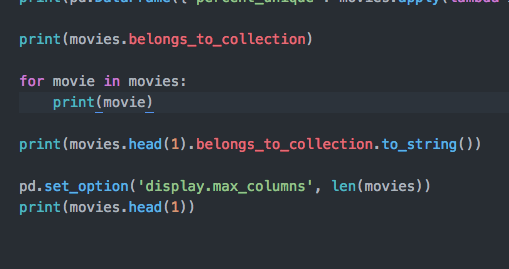 print(movies.belongs_to_collection)
for movie in movies:
    print(movie)
print(movies.head(1).belongs_to_collection.to_string())
pd.set_option('display.max_columns', len(movies))
print(movies.head(1))